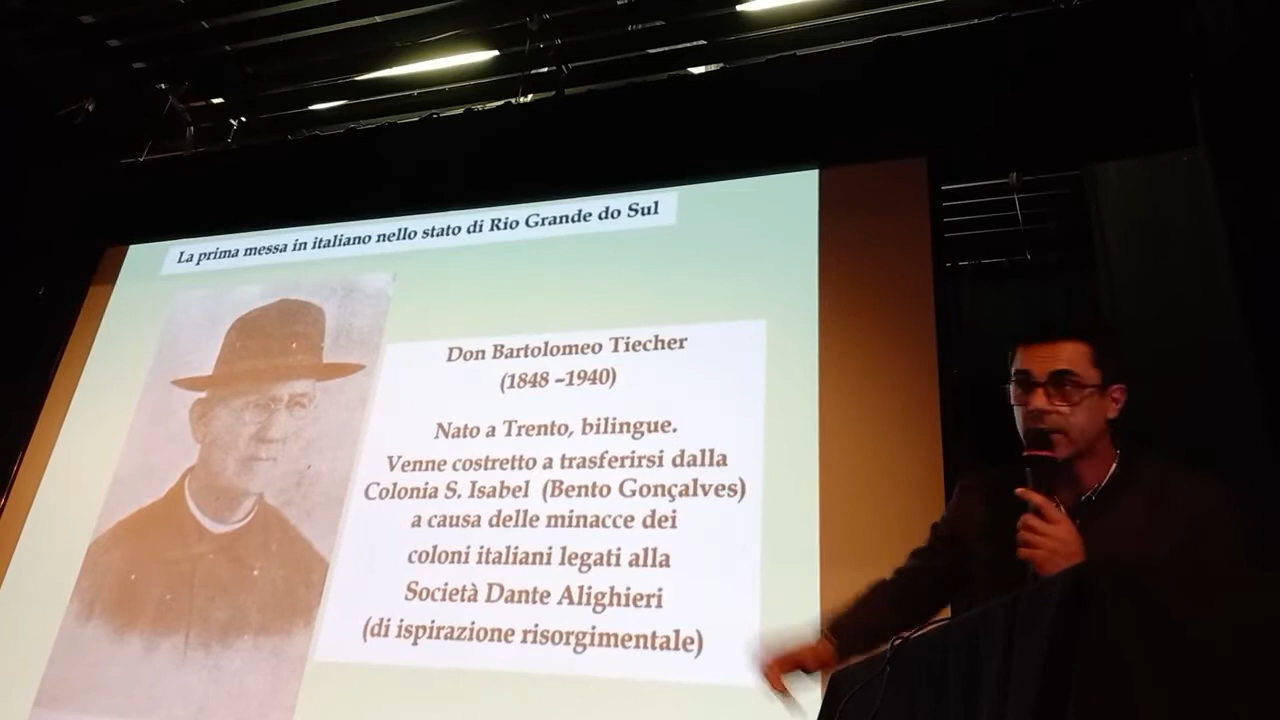 La prima messa in italiano nello stato di Rio Grande do Sul
Don Bartolomeo Tiecher
(1848 –1940)
Nato a Trento, bilingue.
Venne costretto a trasferirsi dalla
Colonia S. Isabel (Bento Gonçalves)
a causa delle minacce dei
coloni italiani legati alla
Società Dante Alighieri
(di ispirazione risorgimentale)